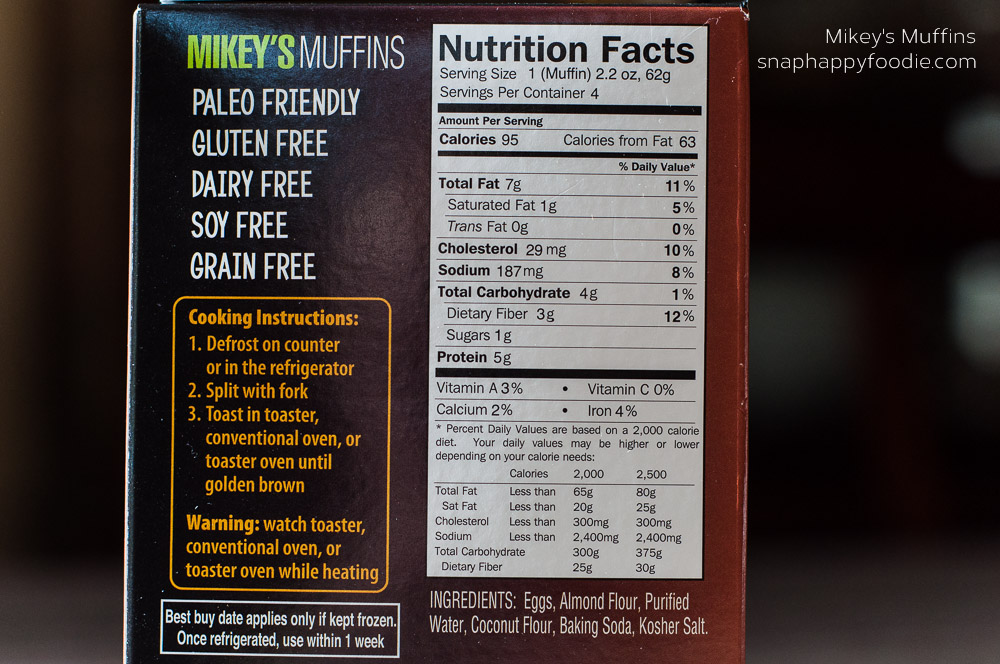 MIKEY'S MUFFINS
PALEO FRIENDLY
GLUTEN FREE
DAIRY FREE
SOY FREE
GRAIN FREE
Cooking Instructions:
1. Defrost on counter
or in the refrigerator
2. Split with fork
3. Toast in toaster,
conventional oven, or
toaster oven until
golden brown
Warning: watch toaster,
conventional oven, or
toaster oven while heating
Best buy date applies only if kept frozen.
Once refrigerated, use within 1 week
Nutrition Facts
Serving Size 1 (Muffin) 2.2 oz, 62g
Servings Per Container 4
Amount Per Serving
Calories 95 Calories from Fat 63
% Daily Value*
Total Fat 7g 11%
Saturated Fat 1g 5%
Trans Fat 0g 0%
Cholesterol 29mg 10%
Sodium 187mg 8%
Total Carbohydrate 4g 1%
Dietary Fiber 3g 12%
Sugars 1g
Protein 5g
Vitamin A 3% • Vitamin C 0%
Calcium 2% • Iron 4%
* Percent Daily Values are based on a 2,000 calorie
diet. Your daily values may be higher or lower
depending on your calorie needs:
Calories 2,000 2,500
Total Fat Less than 65g 80g
Sat Fat Less than 20g 25g
Cholesterol Less than 300mg 300mg
Sodium Less than 2,400mg 2,400mg
Total Carbohydrate 300g 375g
Dietary Fiber 25g 30g
INGREDIENTS: Eggs, Almond Flour, Purified
Water, Coconut Flour, Baking Soda, Kosher Salt.
Mikey's Muffins
snaphappyfoodie.com